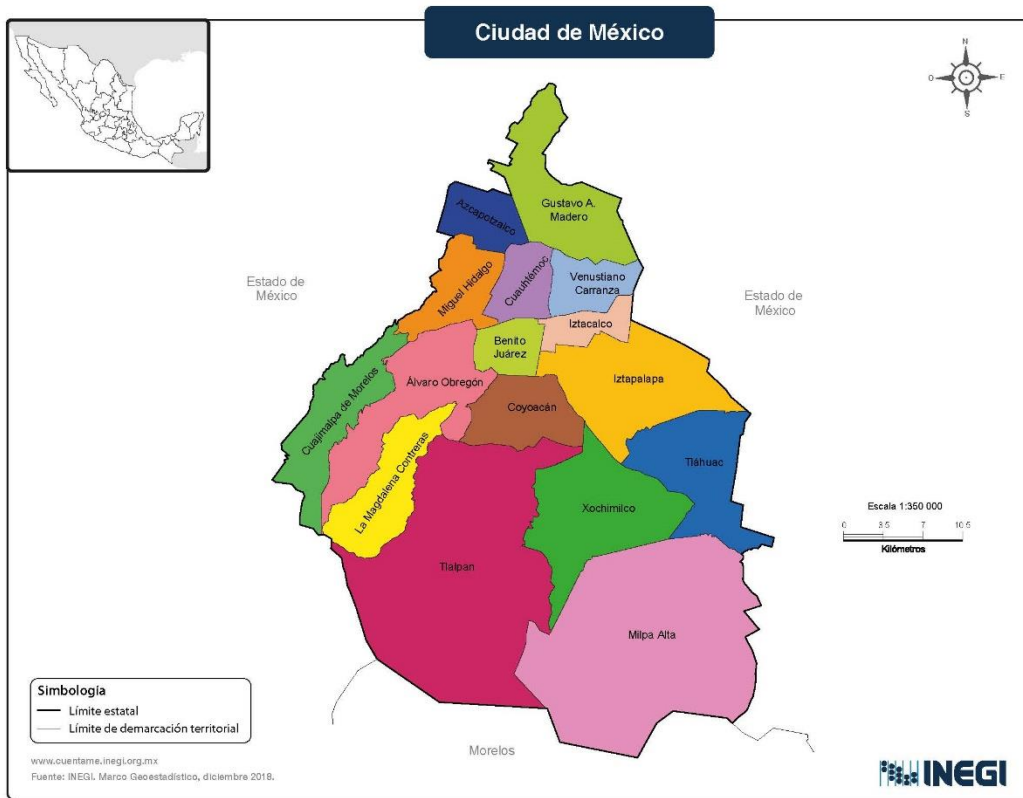 Ciudad de México
N
O
E
S
Gustavo A.
Madero
Azcapotzalco
Miguel Hidalgo
Cuauhtémoc
Venustiano
Carranza
Estado de
México
Estado de
México
Iztacalco
Benito
Juárez
Cuajimalpa de Morelos
Álvaro Obregón
Iztapalapa
Coyoacán
La Magdalena Contreras
Tláhuac
Xochimilco
Escala 1:350 000
0 3.5 7 10.5
Kilómetros
Tlalpan
Milpa Alta
Simbología
Límite estatal
Límite de demarcación territorial
Morelos
www.cuentame.inegi.org.mx
Fuente: INEGI. Marco Geoestadístico, diciembre 2018.
INEGI